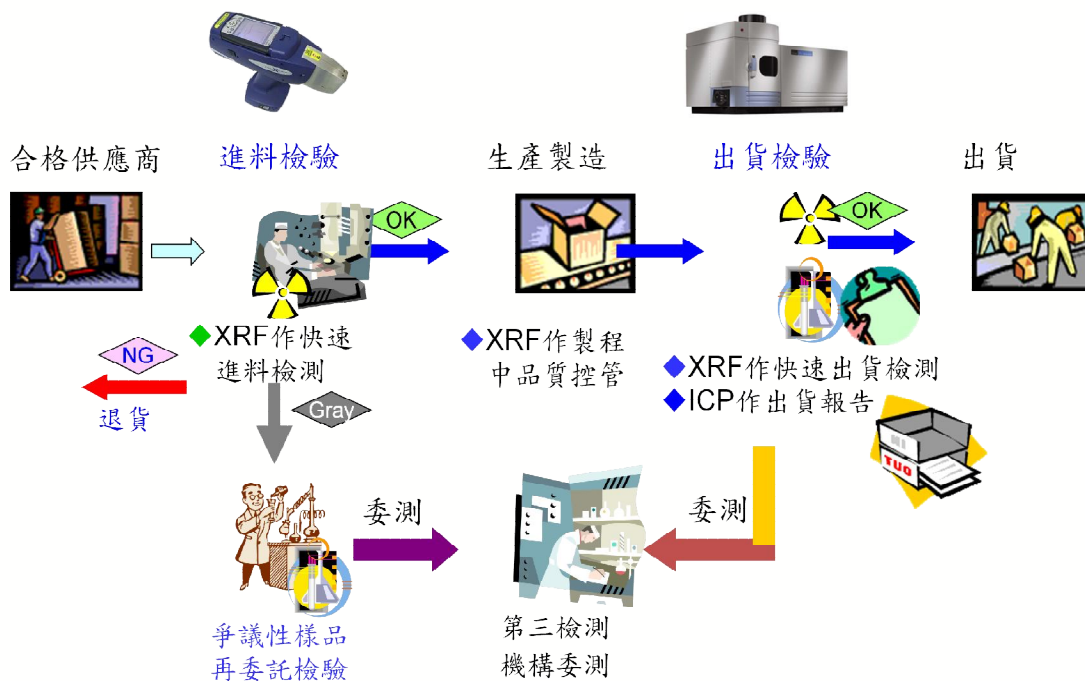 合格供應商
進料檢驗
生產製造
出貨檢驗
出貨
OK
OK
◆XRF作快速
進料檢測
◆XRF作製程
中品質控管
◆XRF作快速出貨檢測
◆ICP作出貨報告
NG
退貨
Gray
TUO
委測
委測
爭議性樣品
再委託檢驗
第三檢測
機構委測